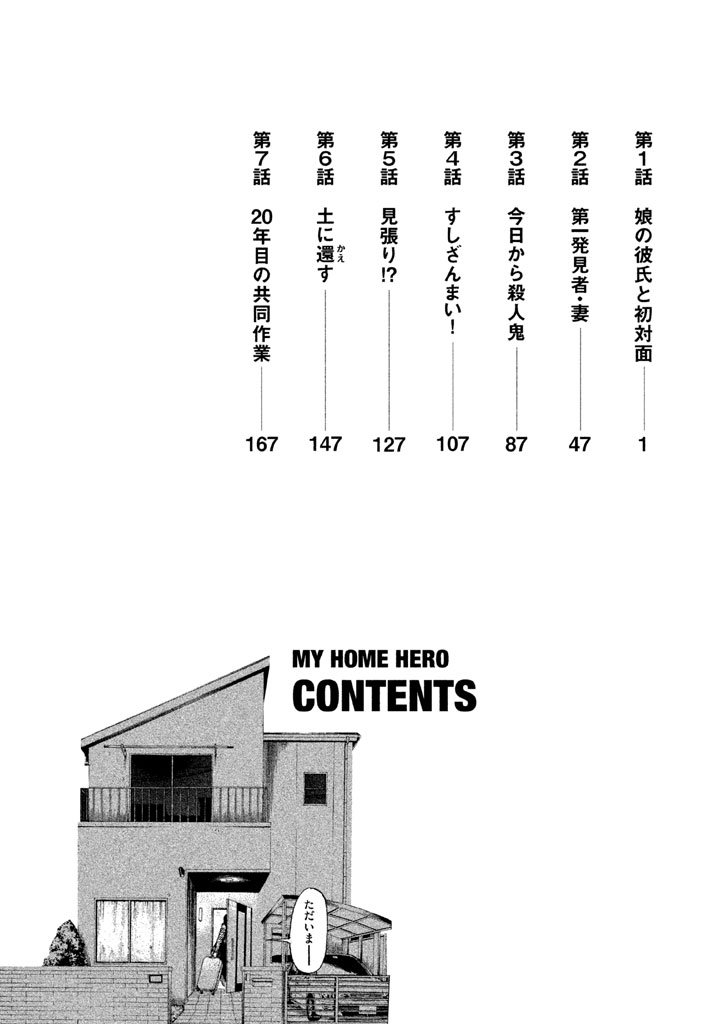 第1話 娘の彼氏と初対面 1
第2話 第一発見者・妻 47
第3話 今日から殺人鬼 87
第4話 すしざんまい! 107
第5話 見張り!? 127
第6話 土に還す 147
かえ
第7話 20年目の共同作業 167
MY HOME HERO
CONTENTS
ただいまー